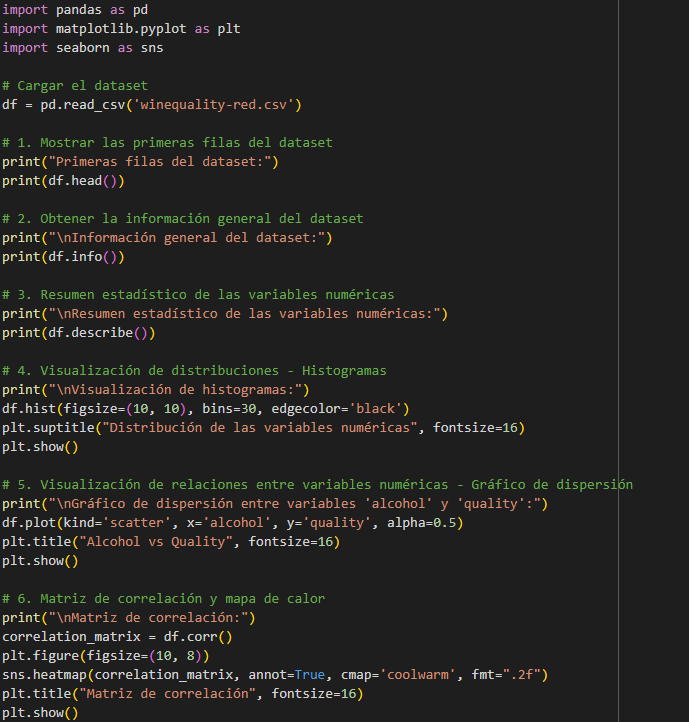 import pandas as pd
import matplotlib.pyplot as plt
import seaborn as sns
# Cargar el dataset
df = pd.read_csv('winequality-red.csv')
# 1. Mostrar las primeras filas del dataset
print("Primeras filas del dataset:")
print(df.head())
# 2. Obtener la información general del dataset
print("\nInformación general del dataset:")
print(df.info())
# 3. Resumen estadístico de las variables numéricas
print("\nResumen estadístico de las variables numéricas:")
print(df.describe())
# 4. Visualización de distribuciones - Histogramas
print("\nVisualización de histogramas:")
df.hist(figsize=(10, 10), bins=30, edgecolor='black')
plt.suptitle("Distribución de las variables numéricas", fontsize=16)
plt.show()
# 5. Visualización de relaciones entre variables numéricas - Gráfico de dispersión
print("\nGráfico de dispersión entre variables 'alcohol' y 'quality':")
df.plot(kind='scatter', x='alcohol', y='quality', alpha=0.5)
plt.title("Alcohol vs Quality", fontsize=16)
plt.show()
# 6. Matriz de correlación y mapa de calor
print("\nMatriz de correlación:")
correlation_matrix = df.corr()
plt.figure(figsize=(10, 8))
sns.heatmap(correlation_matrix, annot=True, cmap='coolwarm', fmt=".2f")
plt.title("Matriz de correlación", fontsize=16)
plt.show()